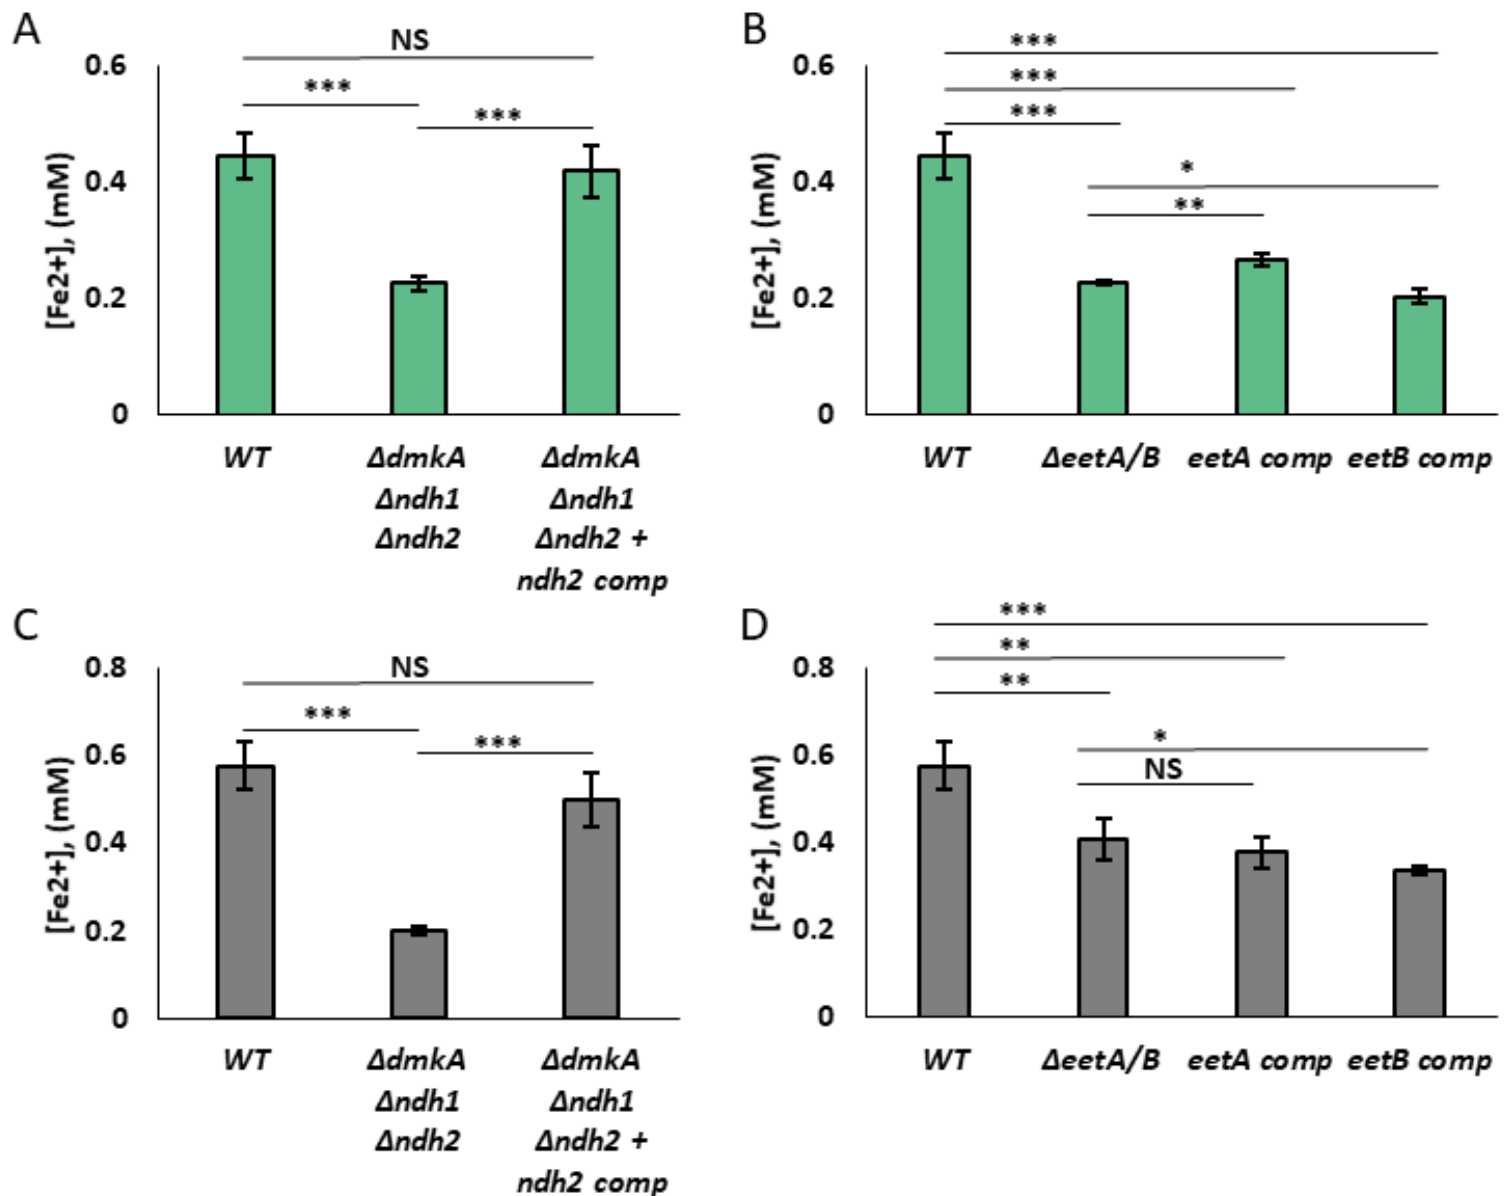 A
NS
***
***
0.6
0.4
0.2
0
[Fe2+], (mM)
WT
ΔdmkA
Δndh1
Δndh2
ΔdmkA
Δndh1
Δndh2 +
ndh2 comp
B
***
***
***
*
**
0.6
0.4
0.2
0
[Fe2+], (mM)
WT
ΔeetA/B
eetA comp
eetB comp
C
NS
***
***
0.8
0.6
0.4
0.2
0
[Fe2+], (mM)
WT
ΔdmkA
Δndh1
Δndh2
ΔdmkA
Δndh1
Δndh2 +
ndh2 comp
D
***
**
**
*
NS
0.8
0.6
0.4
0.2
0
[Fe2+], (mM)
WT
ΔeetA/B
eetA comp
eetB comp